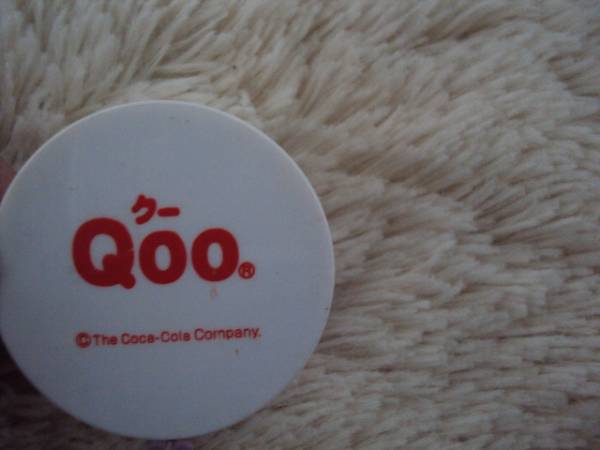 クー
Qoo®
©The Coca-Cola Company.